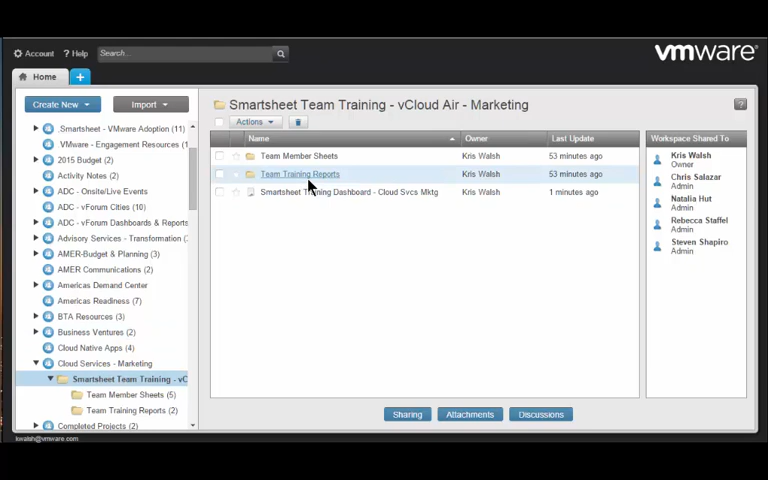 Account ? Help Search...
vmware
Home +
Create New Import
Smartsheet Team Training - vCloud Air - Marketing ?
Actions
.Smartsheet - VMware Adoption (11)
.VMware - Engagement Resources (1
2015 Budget (2)
Activity Notes (2)
ADC - Onsite/Live Events
ADC - vForum Cities (10)
ADC - vForum Dashboards & Reports
Advisory Services - Transformation (
AMER-Budget & Planning (3)
AMER Communications (2)
Americas Demand Center
Americas Readiness (7)
BTA Resources (3)
Business Ventures (2)
Cloud Native Apps (4)
Cloud Services - Marketing
Smartsheet Team Training - vC
Team Member Sheets (5)
Team Training Reports (2)
Completed Projects (2)
Name Owner Last Update
Team Member Sheets Kris Walsh 53 minutes ago
Team Training Reports Kris Walsh 53 minutes ago
Smartsheet Training Dashboard - Cloud Svcs Mktg Kris Walsh 1 minutes ago
Workspace Shared To
Kris Walsh
Owner
Chris Salazar
Admin
Natalia Hut
Admin
Rebecca Staffel
Admin
Steven Shapiro
Admin
Sharing Attachments Discussions
kwalsh@vmware.com